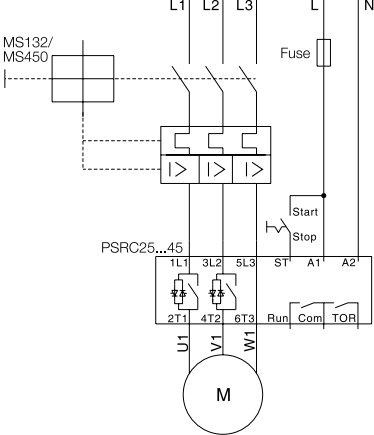 L1 L2 L3 L N
MS132/
MS450
Fuse
Start
Stop
PSRC25...45
1L1 3L2 5L3 ST A1 A2
2T1 4T2 6T3 Run Com TOR
U1 V1 W1
M